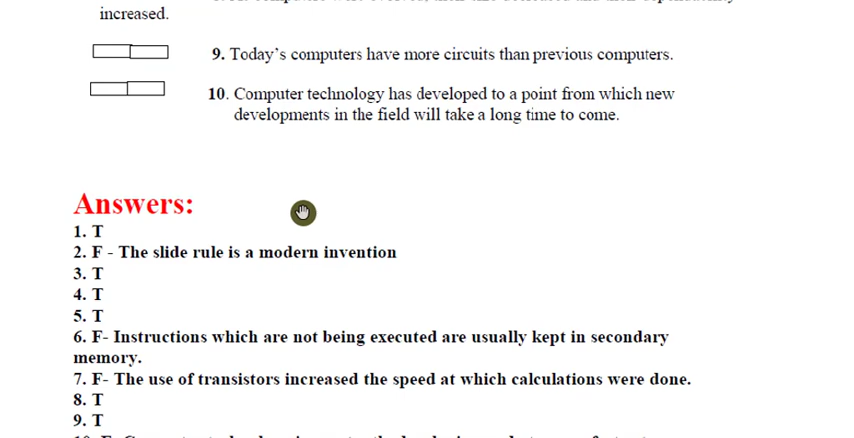 increased.
9. Today's computers have more circuits than previous computers.
10. Computer technology has developed to a point from which new
developments in the field will take a long time to come.
Answers:
1. T
2. F - The slide rule is a modern invention
3. T
4. T
5. T
6. F- Instructions which are not being executed are usually kept in secondary
memory.
7. F- The use of transistors increased the speed at which calculations were done.
8. T
9. T